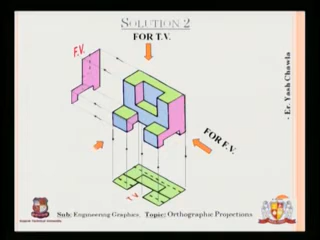 SOLUTION 2
FOR T.V.
F.V.
- Er. Yash Chawla
FOR F.V.
T.V.
Sub: Engineering Graphics. Topic: Orthographic Projections